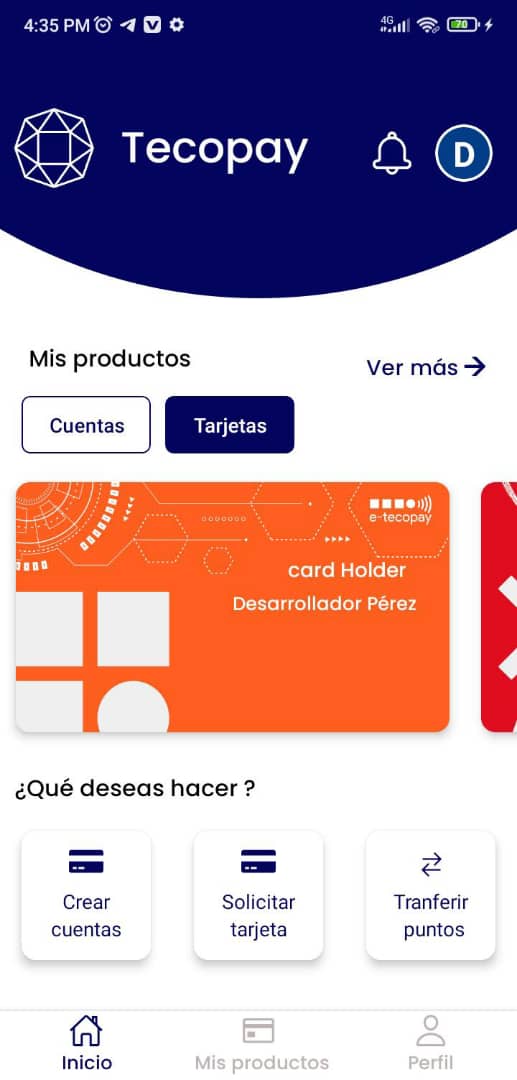 4:35 PM
4G
70
Tecopay
D
Mis productos
Ver más
Cuentas
Tarjetas
e-tecopay
card Holder
Desarrollador Pérez
¿Qué deseas hacer ?
Crear
cuentas
Solicitar
tarjeta
Tranferir
puntos
Inicio
Mis productos
Perfil